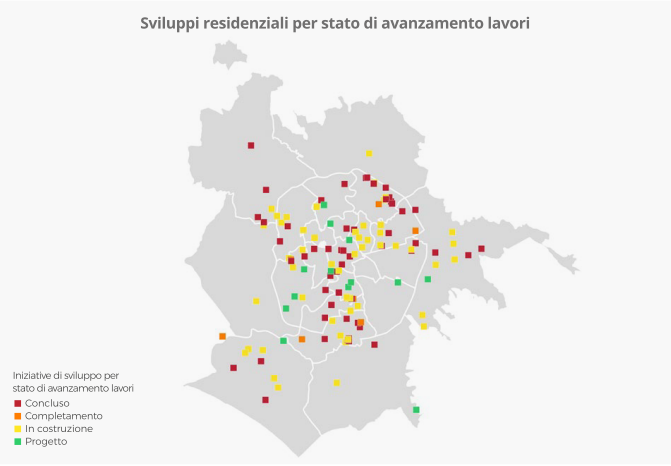 Sviluppi residenziali per stato di avanzamento lavori
Iniziative di sviluppo per
stato di avanzamento lavori
Concluso
Completamento
In costruzione
Progetto